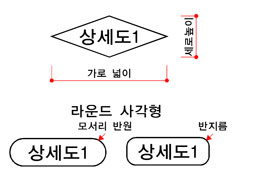 상세도1
세로높이
가로 넓이
라운드 사각형
모서리 반원
반지름
상세도1
상세도1